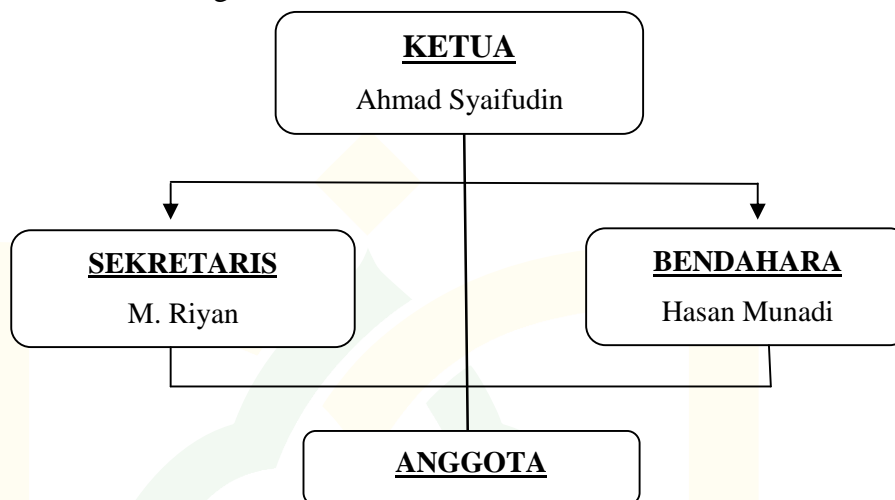 KETUA
Ahmad Syaifudin
SEKRETARIS
M. Riyan
BENDAHARA
Hasan Munadi
ANGGOTA